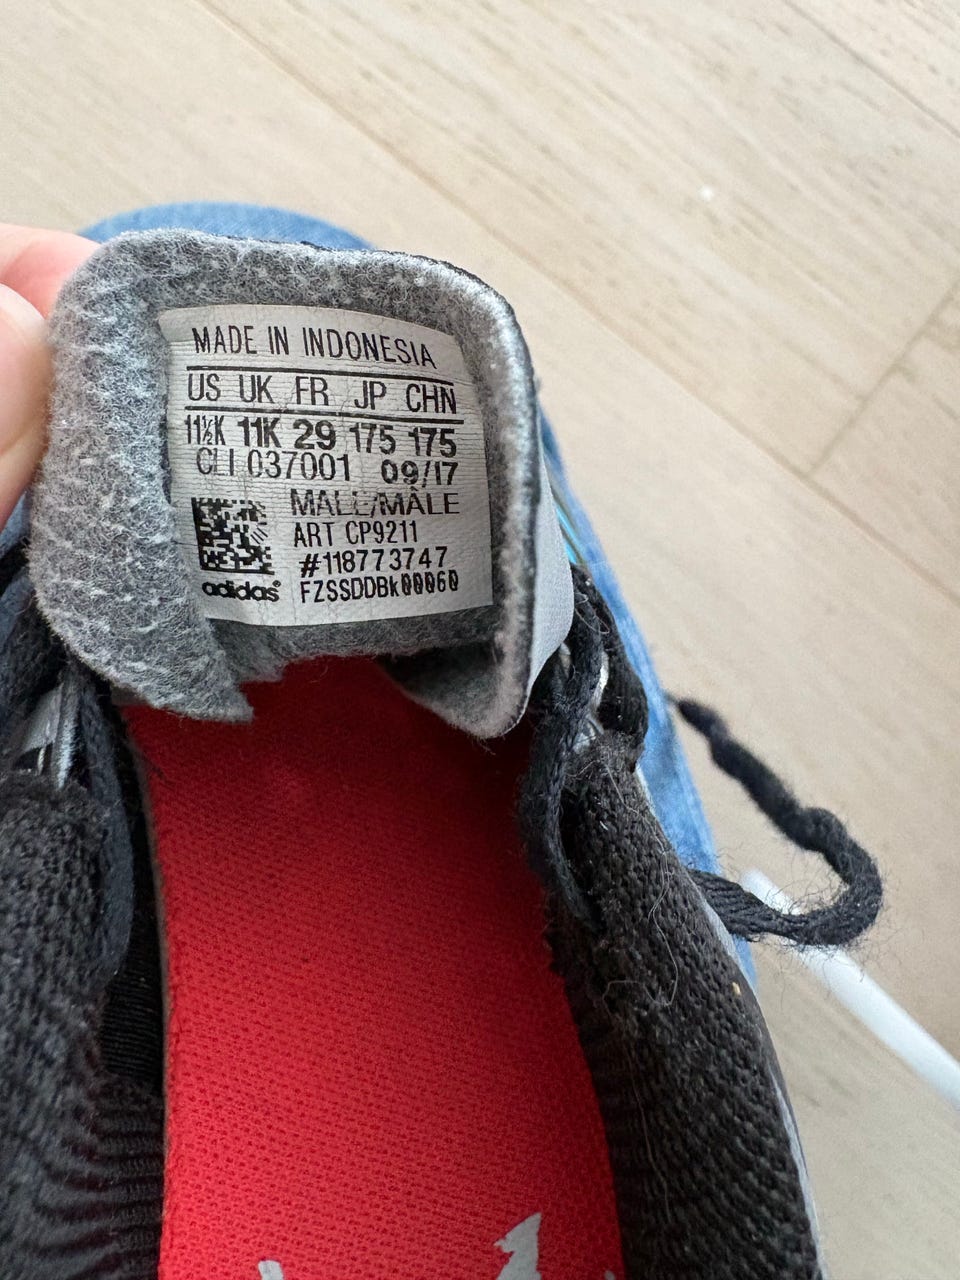 MADE IN INDONESIA
US UK FR JP CHN
11½K 11K 29 175 175
CLI 037001 09/17
MALE/MÂLE
ART CP9211
#118773747
adidas® FZSSDDBk00060